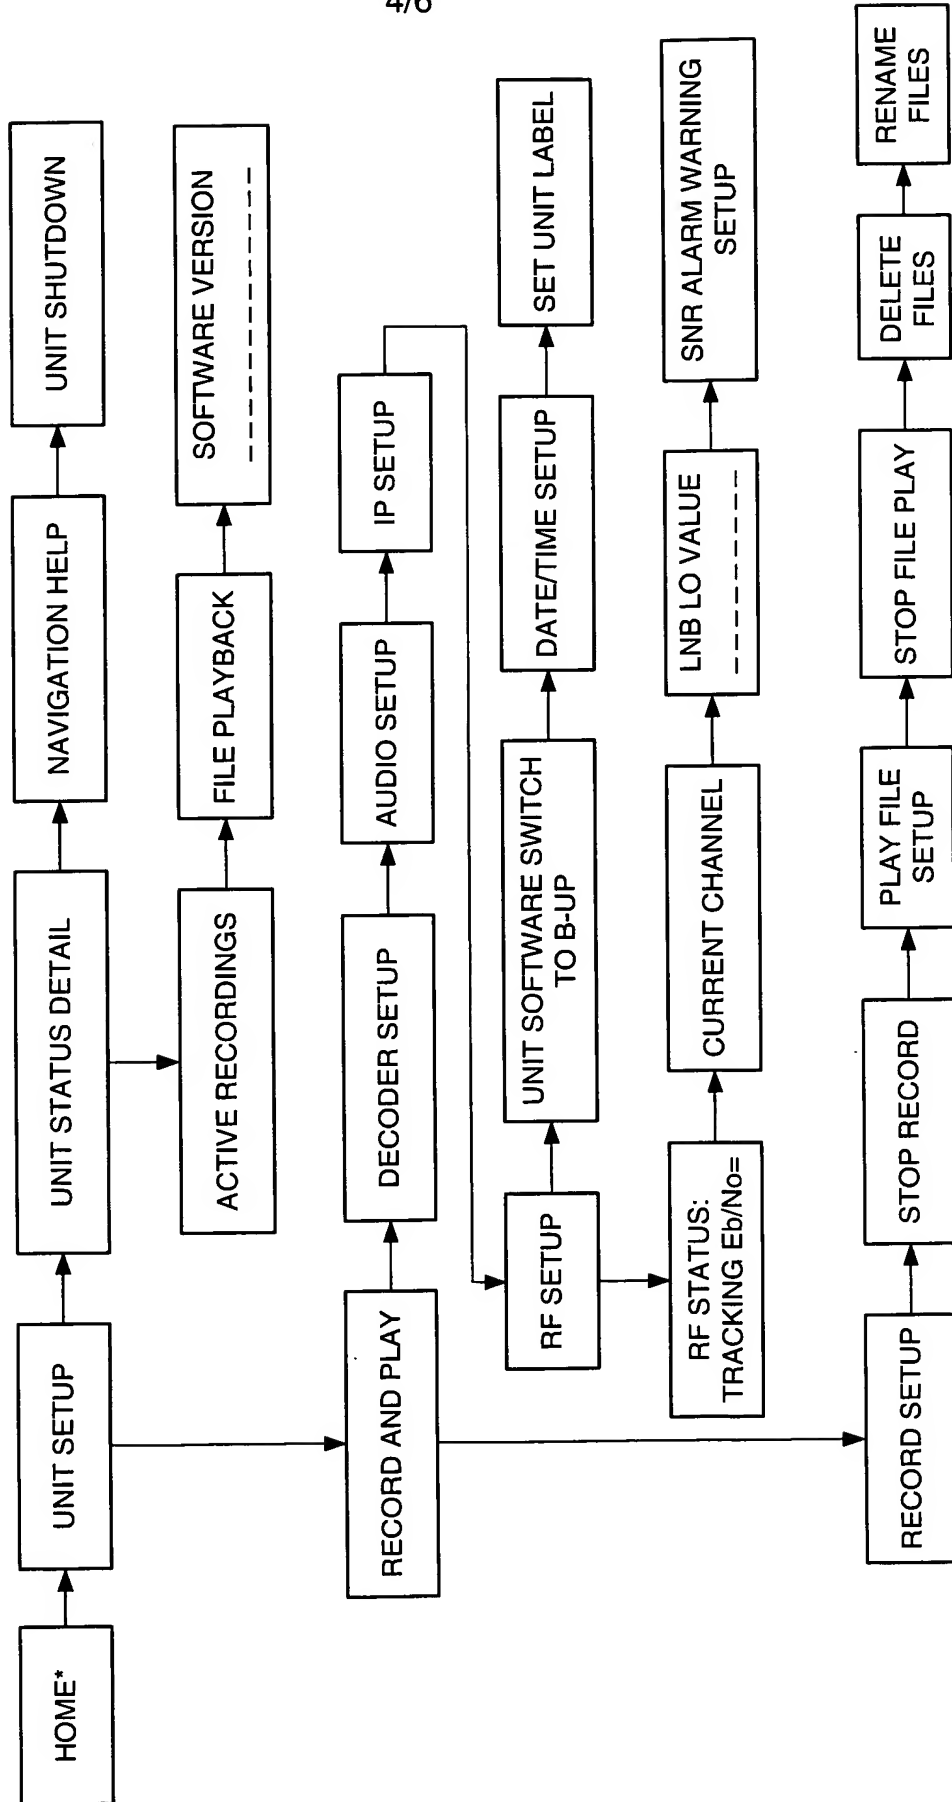 4/6
HOME*
UNIT SETUP
UNIT STATUS DETAIL
NAVIGATION HELP
UNIT SHUTDOWN
ACTIVE RECORDINGS
FILE PLAYBACK
SOFTWARE VERSION
RECORD AND PLAY
DECODER SETUP
AUDIO SETUP
IP SETUP
RF SETUP
UNIT SOFTWARE SWITCH
TO B-UP
DATE/TIME SETUP
SET UNIT LABEL
RF STATUS:
TRACKING Eb/No=
CURRENT CHANNEL
LNB LO VALUE
SNR ALARM WARNING
SETUP
RECORD SETUP
STOP RECORD
PLAY FILE
SETUP
STOP FILE PLAY
DELETE
FILES
RENAME
FILES